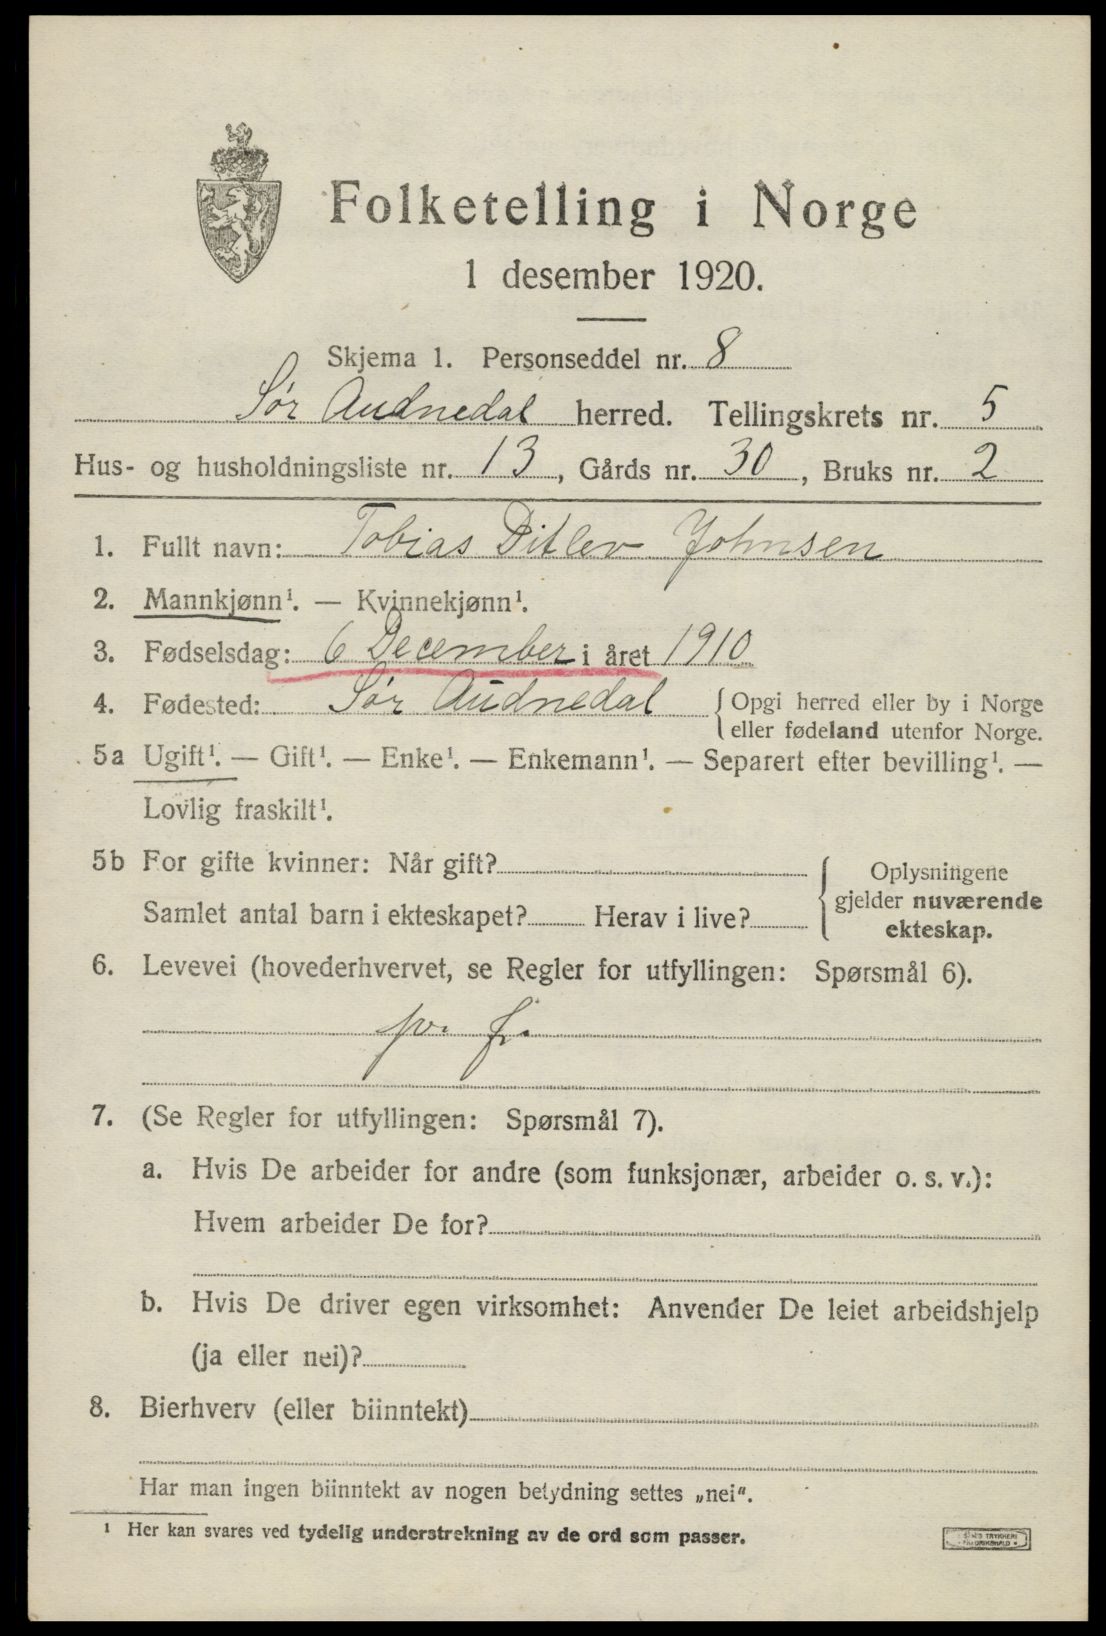 Folketelling i Norge
1 desember 1920.
Skjema 1. Personseddel nr. 8
Sør Audnedal herred. Tellingskrets nr. 5
Hus- og husholdningsliste nr. 13, Gårds nr. 30, Bruks nr. 2
1. Fullt navn: Tobias Ditlev Johnsen
2. Mannkjønn¹. — Kvinnekjønn¹.
3. Fødselsdag: 6 December i året 1910
4. Fødested: Sør Audnedal { Opgi herred eller by i Norge
eller fødeland utenfor Norge.
5a Ugift¹. — Gift¹. — Enke¹. — Enkemann¹. — Separert efter bevilling¹. —
Lovlig fraskilt¹.
5b For gifte kvinner: Når gift? { Oplysningene
gjelder nuværende
Samlet antal barn i ekteskapet? Herav i live?
ekteskap.
6. Levevei (hovederhvervet, se Regler for utfyllingen: Spørsmål 6).
7. (Se Regler for utfyllingen: Spørsmål 7).
a. Hvis De arbeider for andre (som funksjonær, arbeider o. s. v.):
Hvem arbeider De for?
b. Hvis De driver egen virksomhet: Anvender De leiet arbeidshjelp
(ja eller nei)?
8. Bierhverv (eller biinntekt)
Har man ingen biinntekt av nogen betydning settes „nei".
¹ Her kan svares ved tydelig understrekning av de ord som passer.